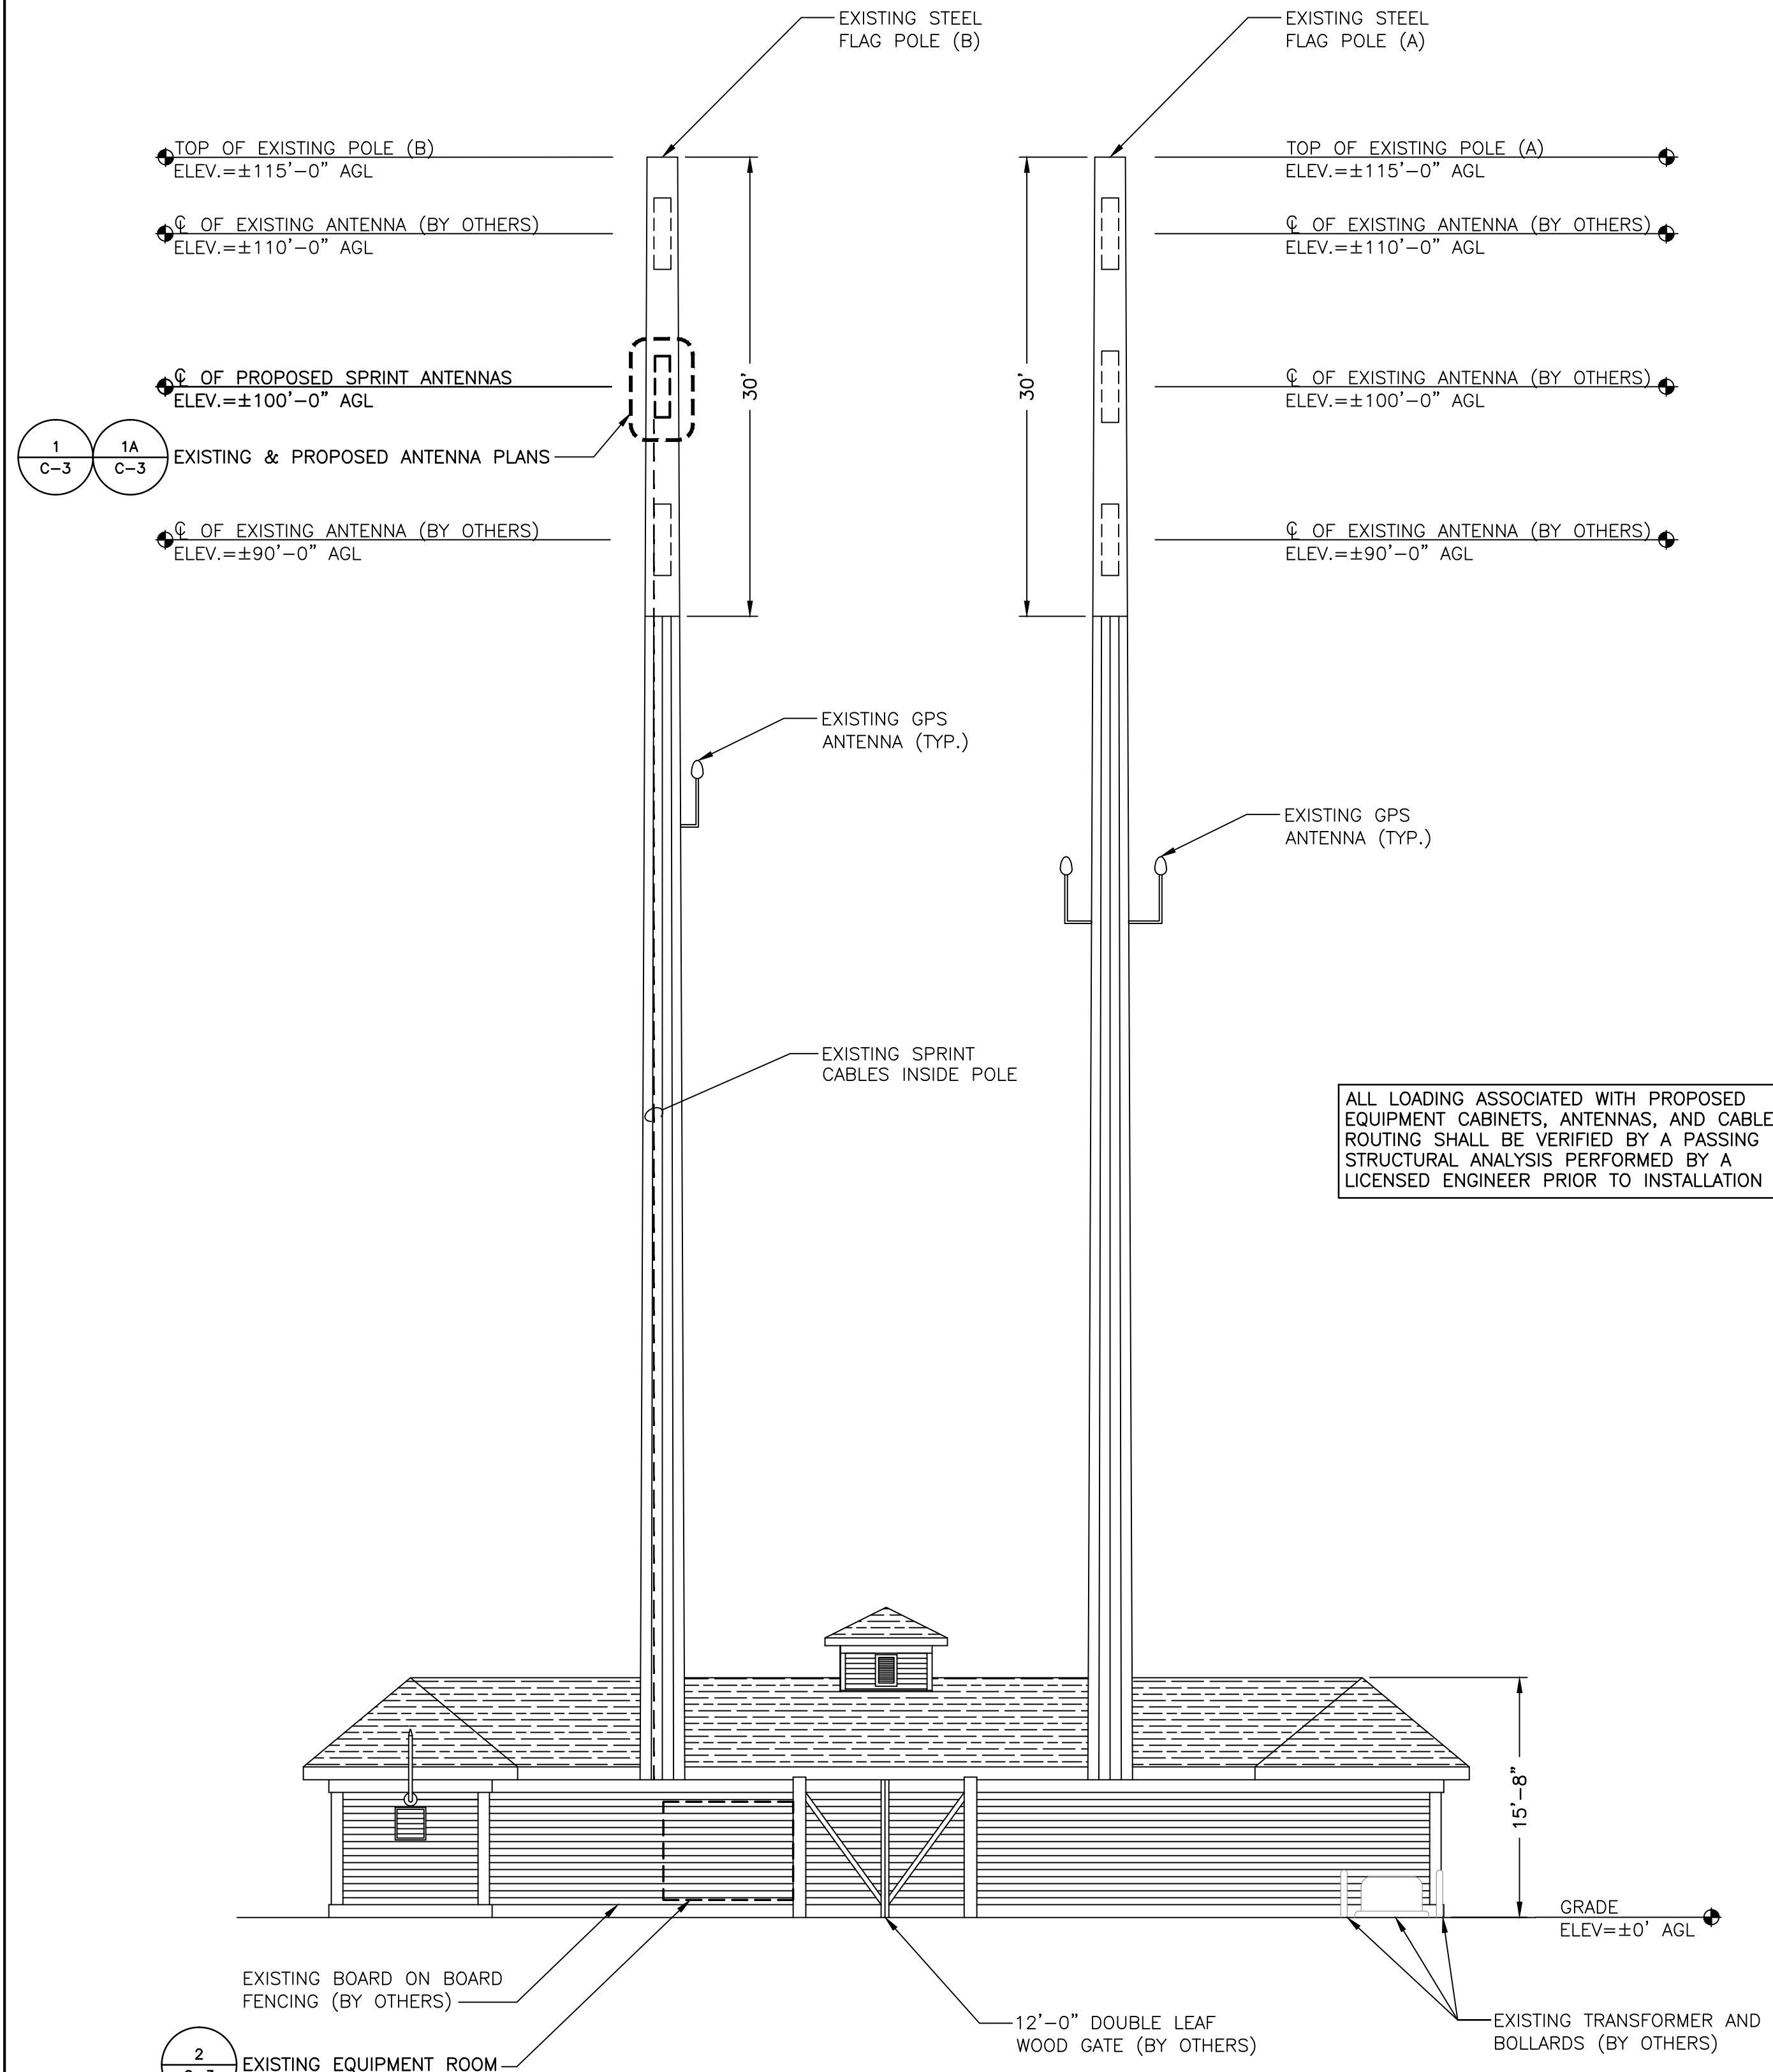 EXISTING STEEL
FLAG POLE (B)
EXISTING STEEL
FLAG POLE (A)
TOP OF EXISTING POLE (B)
ELEV.=±115'-0" AGL
TOP OF EXISTING POLE (A)
ELEV.=±115'-0" AGL
℄ OF EXISTING ANTENNA (BY OTHERS)
ELEV.=±110'-0" AGL
℄ OF EXISTING ANTENNA (BY OTHERS)
ELEV.=±110'-0" AGL
℄ OF PROPOSED SPRINT ANTENNAS
ELEV.=±100'-0" AGL
30'
30'
℄ OF EXISTING ANTENNA (BY OTHERS)
ELEV.=±100'-0" AGL
1
C-3
1A
C-3
EXISTING & PROPOSED ANTENNA PLANS
℄ OF EXISTING ANTENNA (BY OTHERS)
ELEV.=±90'-0" AGL
℄ OF EXISTING ANTENNA (BY OTHERS)
ELEV.=±90'-0" AGL
EXISTING GPS
ANTENNA (TYP.)
EXISTING GPS
ANTENNA (TYP.)
EXISTING SPRINT
CABLES INSIDE POLE
ALL LOADING ASSOCIATED WITH PROPOSED
EQUIPMENT CABINETS, ANTENNAS, AND CABLE
ROUTING SHALL BE VERIFIED BY A PASSING
STRUCTURAL ANALYSIS PERFORMED BY A
LICENSED ENGINEER PRIOR TO INSTALLATION
15'-8"
GRADE
ELEV=±0' AGL
EXISTING BOARD ON BOARD
FENCING (BY OTHERS)
12'-0" DOUBLE LEAF
WOOD GATE (BY OTHERS)
EXISTING TRANSFORMER AND
BOLLARDS (BY OTHERS)
2
EXISTING EQUIPMENT ROOM